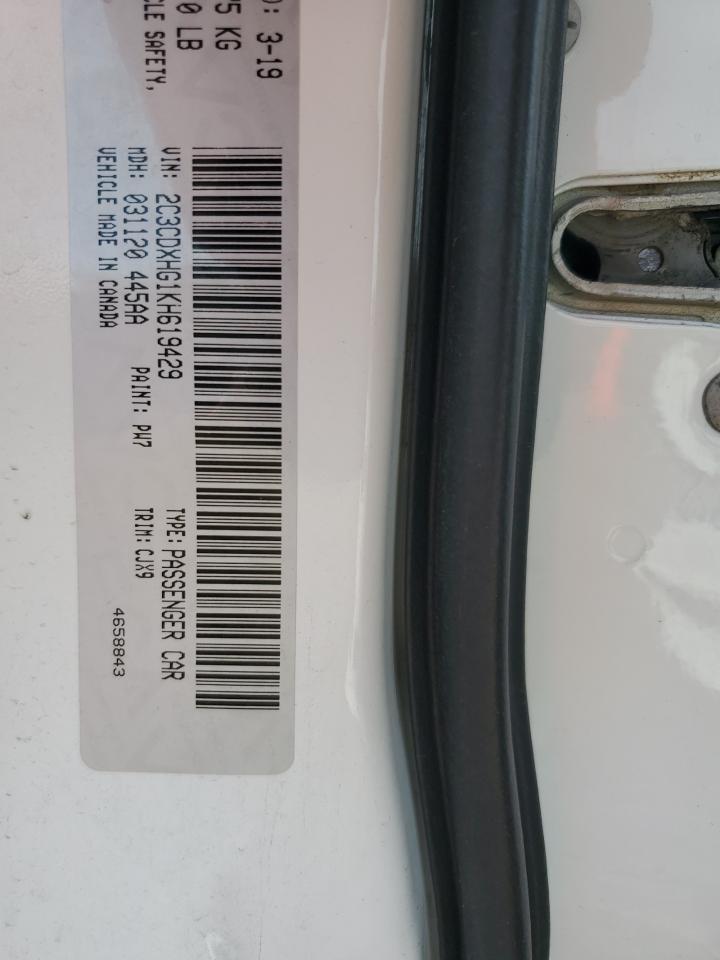 ): 3-19
5 KG
0 LB
CLE SAFETY,
VIN: 2C3CDXHG1KH619429
TYPE: PASSENGER CAR
MDH: 031120 445AA
PAINT: PW7
TRIM: CJX9
VEHICLE MADE IN CANADA
4658843